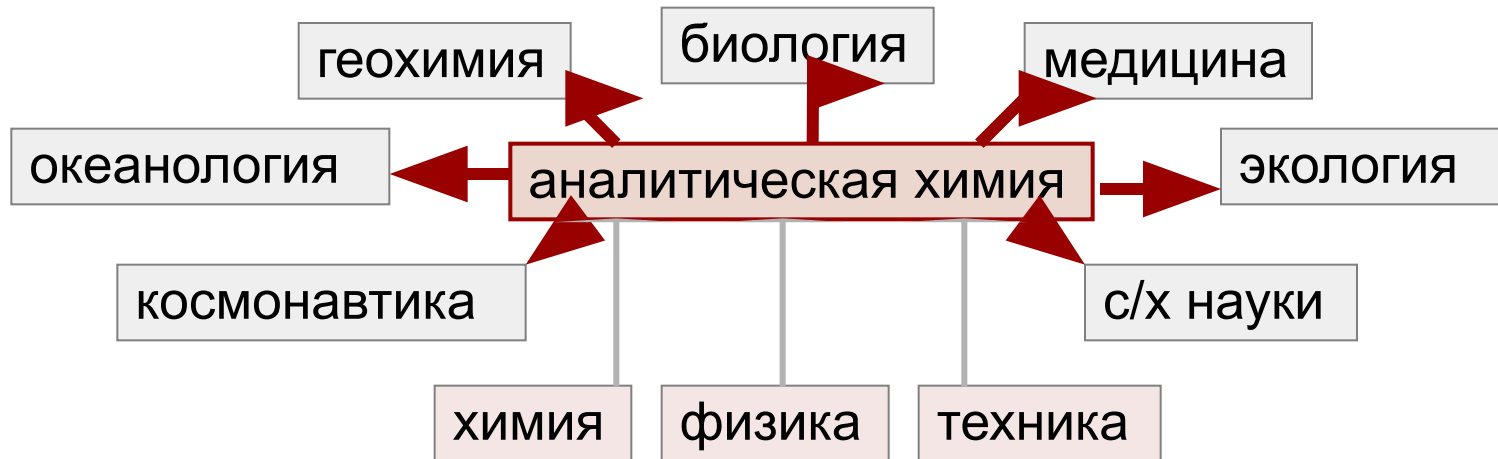 геохимия
биология
медицина
океанология
аналитическая химия
экология
космонавтика
с/х науки
химия
физика
техника